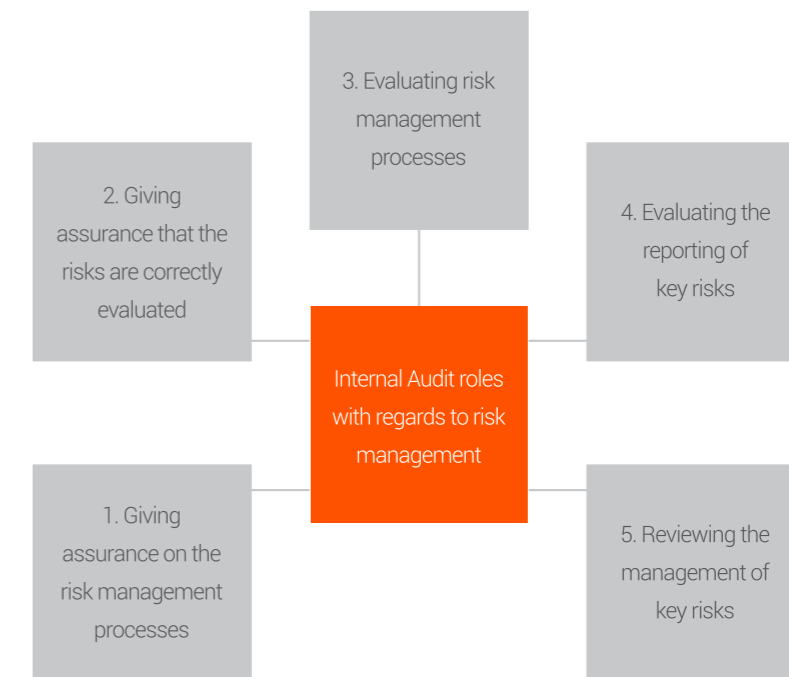 3. Evaluating risk
management
processes
2. Giving
assurance that the
risks are correctly
evaluated
4. Evaluating the
reporting of
key risks
Internal Audit roles
with regards to risk
management
1. Giving
assurance on the
risk management
processes
5. Reviewing the
management of
key risks